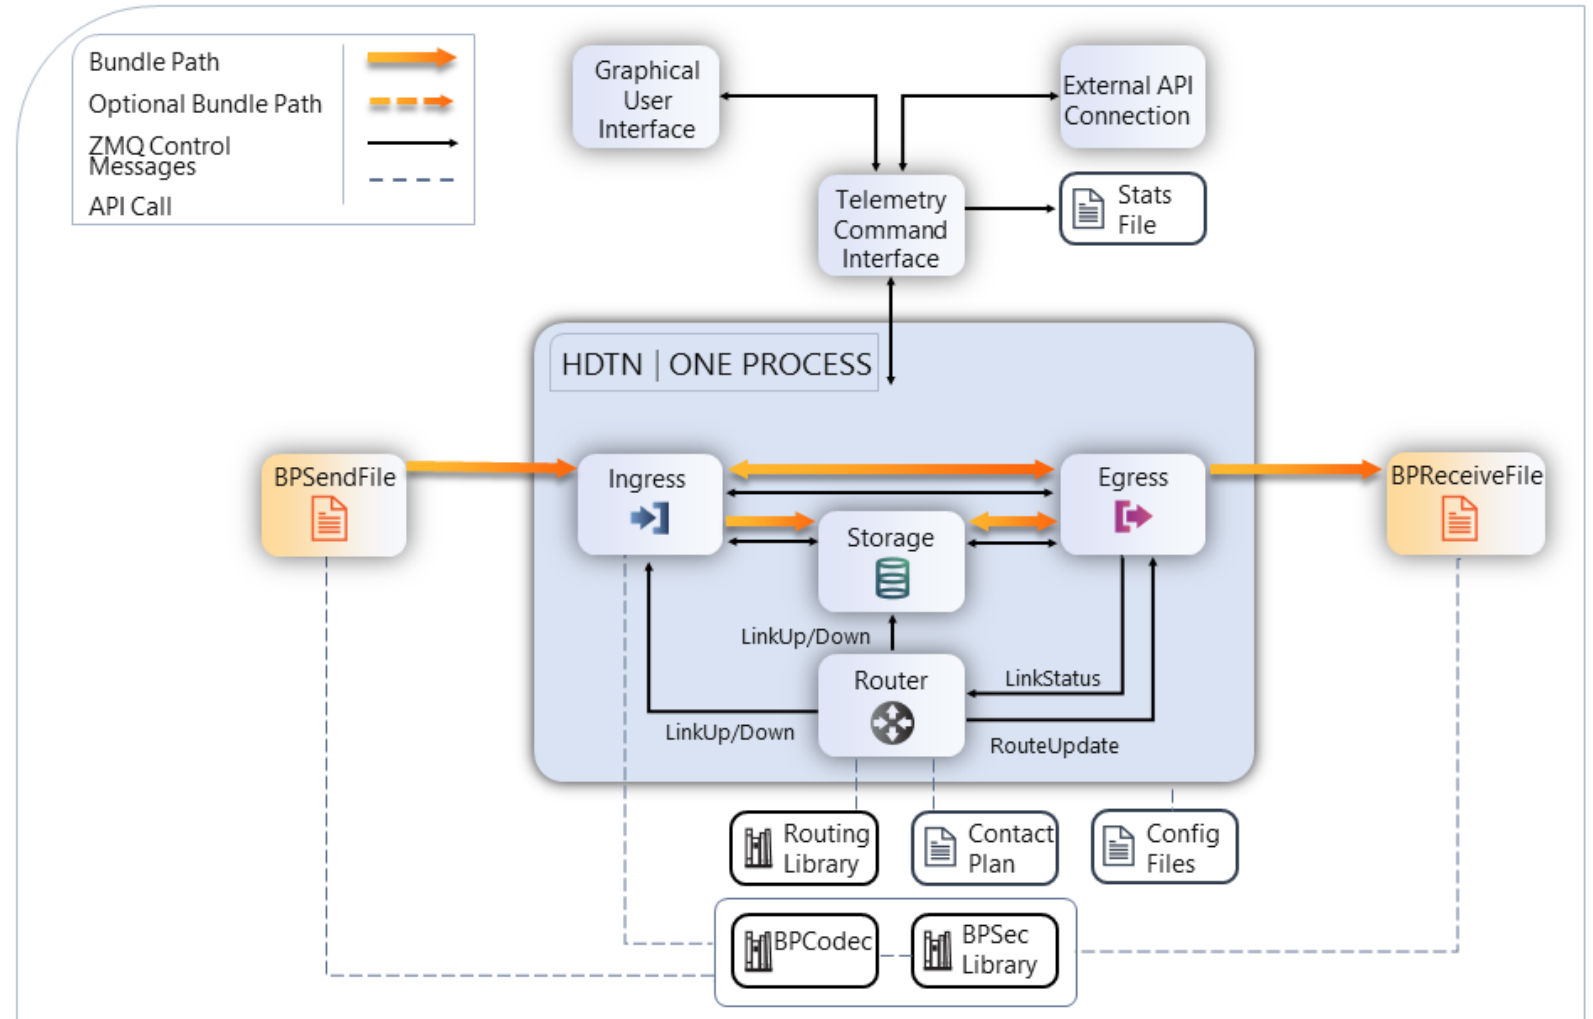 Bundle Path
Optional Bundle Path
ZMQ Control
Messages
API Call
Graphical
User
Interface
External API
Connection
Telemetry
Command
Interface
Stats
File
HDTN | ONE PROCESS
BPSendFile
Ingress
Egress
BPReceiveFile
Storage
LinkUp/Down
Router
LinkStatus
LinkUp/Down
RouteUpdate
Routing
Library
Contact
Plan
Config
Files
BPCodec
BPSec
Library